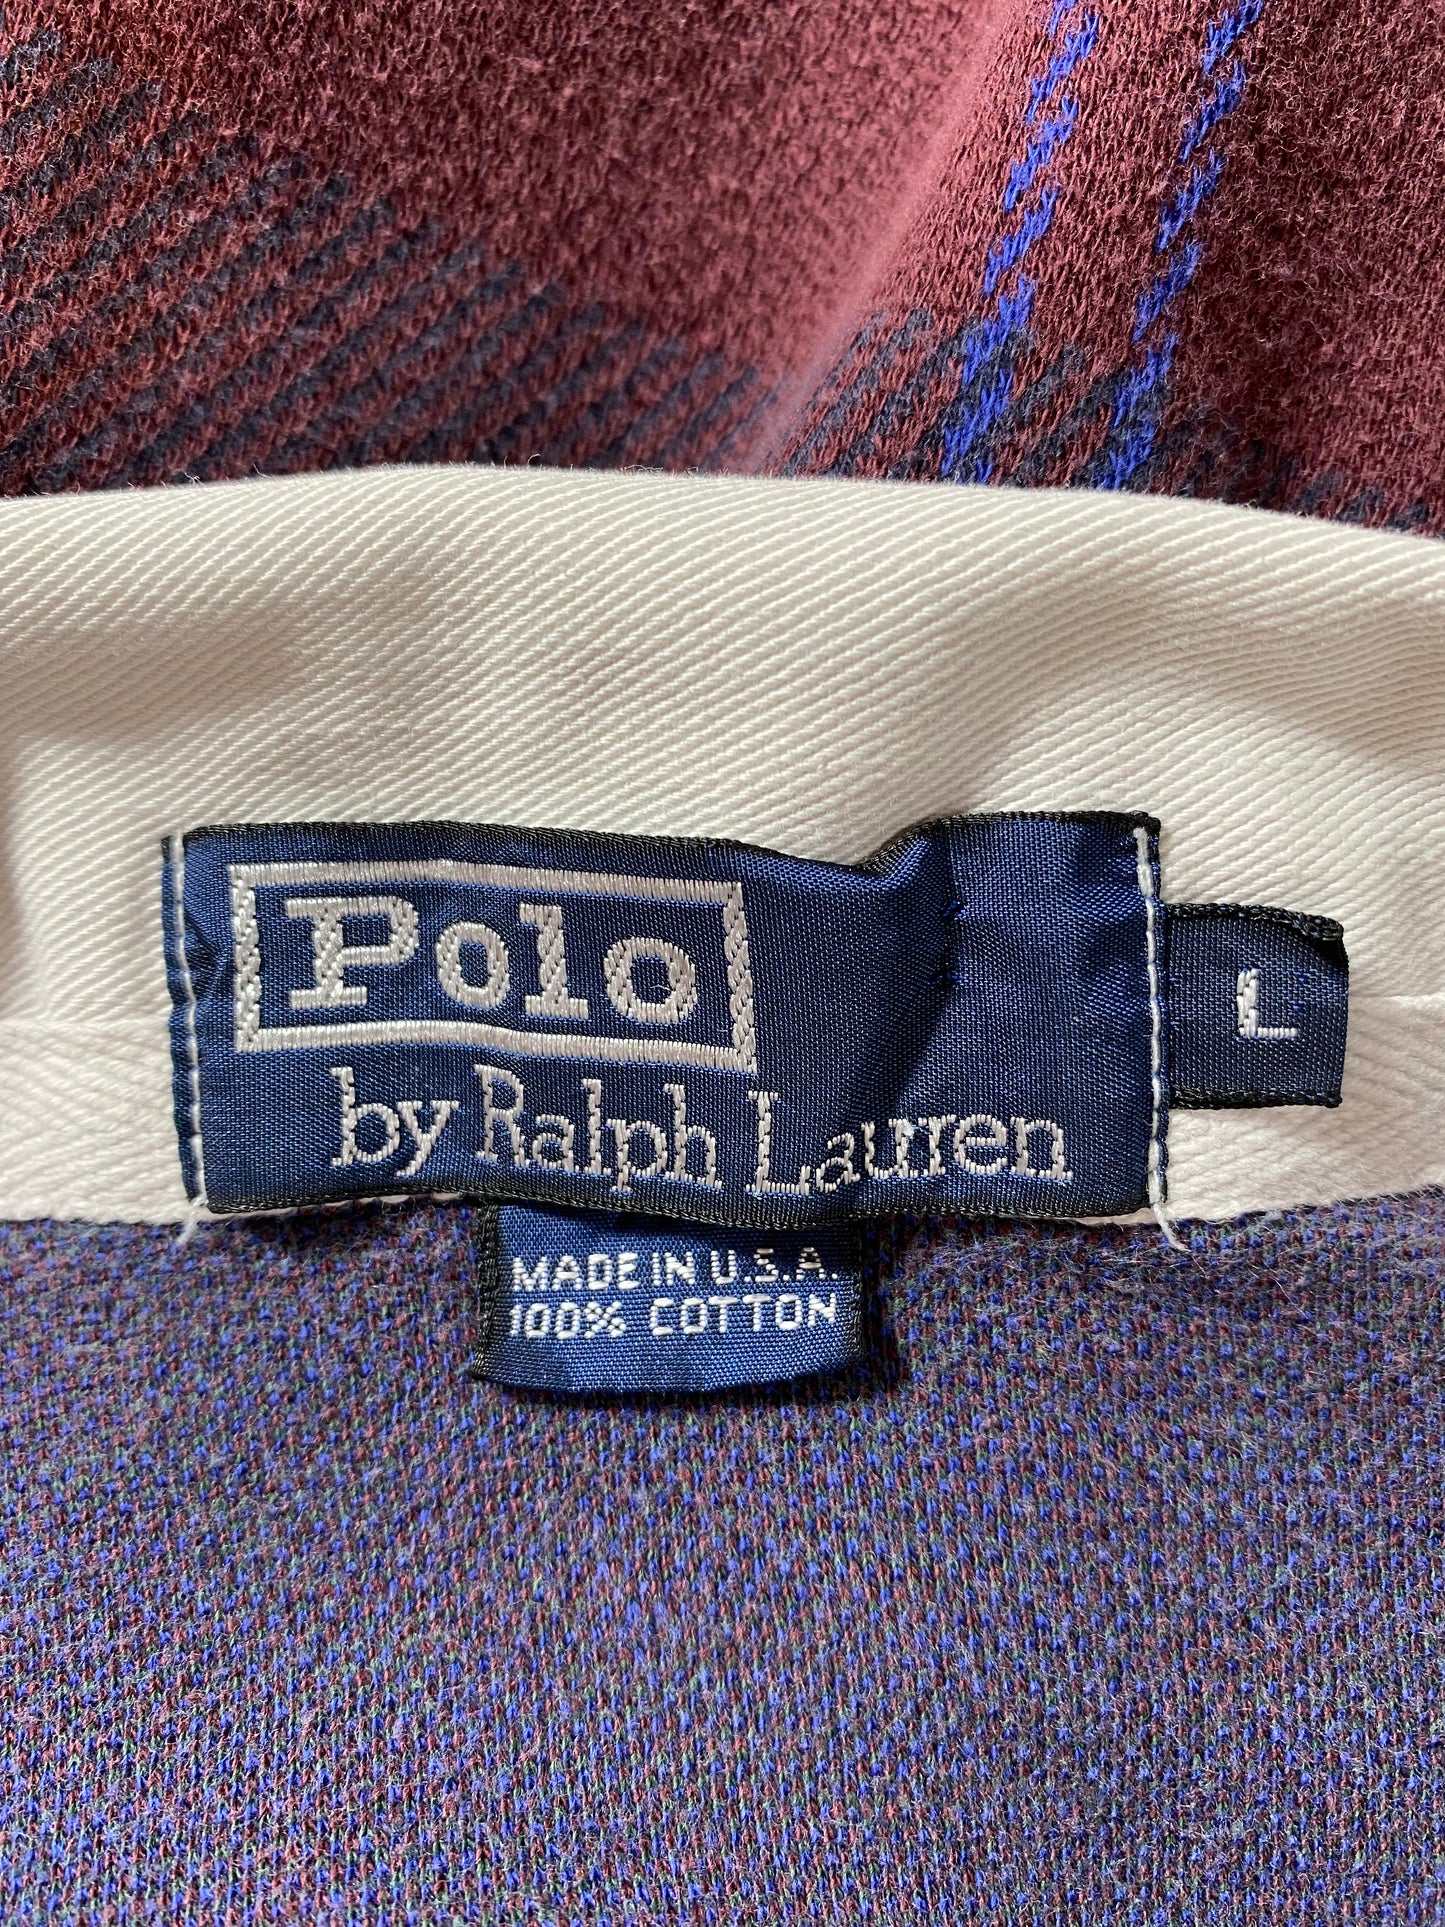 Polo
by Ralph Lauren
L
MADE IN U.S.A.
100% COTTON